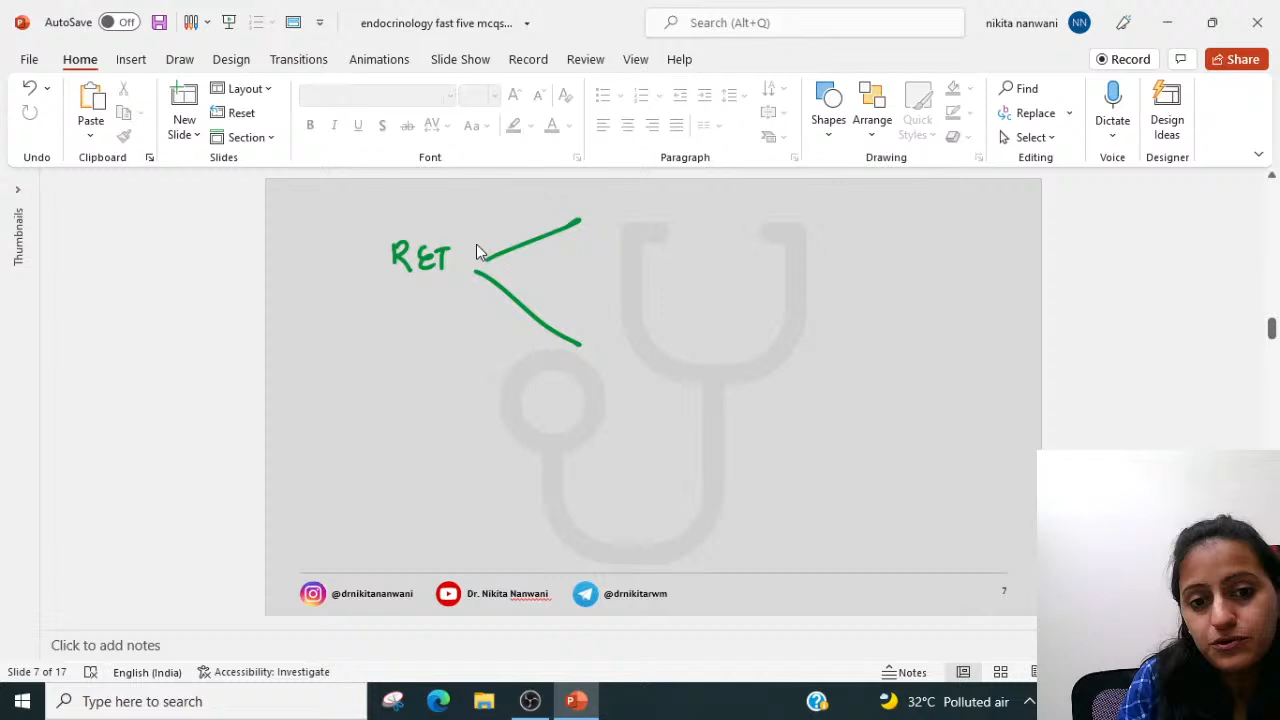 AutoSave Off endocrinology fast five mcqs... Search (Alt+Q) nikita nanwani NN
File Home Insert Draw Design Transitions Animations Slide Show Record Review View Help Record Share
Paste New Slide Layout Reset Section B I U S ab AV Aa A Shapes Arrange Quick Styles Find Replace Select Dictate Design Ideas
Undo Clipboard Slides Font Paragraph Drawing Editing Voice Designer
Thumbnails
RET
@drnikitananwani Dr. Nikita Nanwani @drnikitarwm 7
Click to add notes
Slide 7 of 17 English (India) Accessibility: Investigate Notes
Type here to search 32°C Polluted air